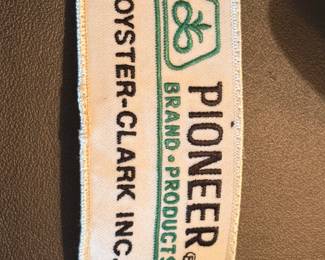 PIONEER®
BRAND · PRODUCTS
OYSTER-CLARK INC.